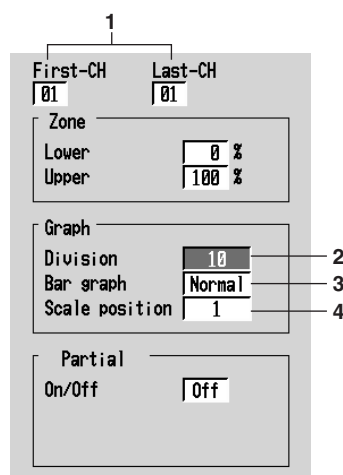 1
First-CH Last-CH
01 01
Zone
Lower 0 %
Upper 100 %
Graph
Division 10 2
Bar graph Normal 3
Scale position 1 4
Partial
On/Off Off